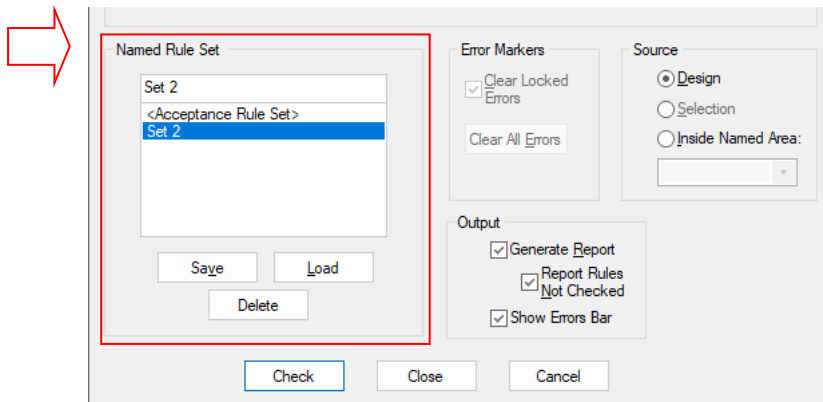 Named Rule Set
Set 2
<Acceptance Rule Set>
Set 2
Save
Load
Delete
Error Markers
Clear Locked
Errors
Clear All Errors
Source
Design
Selection
Inside Named Area:
Output
Generate Report
Report Rules
Not Checked
Show Errors Bar
Check
Close
Cancel